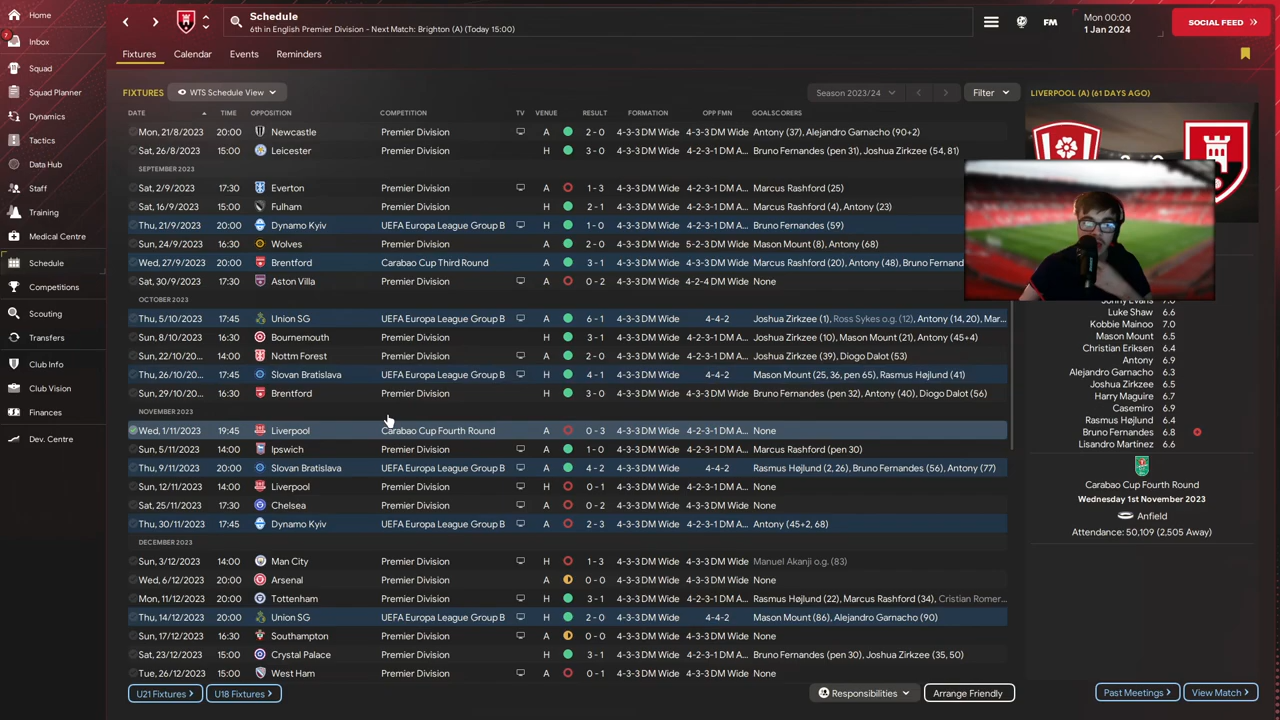 Home
Schedule
6th in English Premier Division - Next Match: Brighton (A) (Today 15:00)
FM
Mon 00:00
1 Jan 2024
SOCIAL FEED
7
Inbox
Squad
Squad Planner
Dynamics
Tactics
Data Hub
Staff
Training
Medical Centre
Schedule
Competitions
Scouting
Transfers
Club Info
Club Vision
Finances
Dev. Centre
Fixtures Calendar Events Reminders
FIXTURES WTS Schedule View Season 2023/24 Filter
DATE TIME OPPOSITION COMPETITION TV VENUE RESULT FORMATION OPP FMN GOALSCORERS
Mon, 21/8/2023 20:00 Newcastle Premier Division A 2 - 0 4-3-3 DM Wide 4-3-3 DM Wide Antony (37), Alejandro Garnacho (90+2)
Sat, 26/8/2023 15:00 Leicester Premier Division H 3 - 0 4-3-3 DM Wide 4-2-3-1 DM A... Bruno Fernandes (pen 31), Joshua Zirkzee (54, 81)
SEPTEMBER 2023
Sat, 2/9/2023 17:30 Everton Premier Division A 1 - 3 4-3-3 DM Wide 4-2-3-1 DM A... Marcus Rashford (25)
Sat, 16/9/2023 15:00 Fulham Premier Division H 2 - 1 4-3-3 DM Wide 4-2-3-1 DM A... Marcus Rashford (4), Antony (23)
Thu, 21/9/2023 20:00 Dynamo Kyiv UEFA Europa League Group B H 1 - 0 4-3-3 DM Wide 4-2-3-1 DM A... Bruno Fernandes (59)
Sun, 24/9/2023 16:30 Wolves Premier Division A 2 - 0 4-3-3 DM Wide 5-2-3 DM Wide Mason Mount (8), Antony (68)
Wed, 27/9/2023 20:00 Brentford Carabao Cup Third Round H 3 - 1 4-3-3 DM Wide 4-3-3 DM Wide Marcus Rashford (20), Antony (48), Bruno Fernandes
Sat, 30/9/2023 17:30 Aston Villa Premier Division A 0 - 2 4-3-3 DM Wide 4-2-4 DM Wide None
OCTOBER 2023
Thu, 5/10/2023 17:45 Union SG UEFA Europa League Group B A 6 - 1 4-3-3 DM Wide 4-4-2 Joshua Zirkzee (1), Ross Sykes o.g. (12), Antony (14, 20), Mar...
Sun, 8/10/2023 16:30 Bournemouth Premier Division H 3 - 1 4-3-3 DM Wide 4-2-3-1 DM A... Joshua Zirkzee (10), Mason Mount (21), Antony (45+4)
Sun, 22/10/20... 14:00 Nottm Forest Premier Division A 2 - 0 4-3-3 DM Wide 4-2-3-1 DM A... Joshua Zirkzee (39), Diogo Dalot (53)
Thu, 26/10/20... 17:45 Slovan Bratislava UEFA Europa League Group B A 4 - 1 4-3-3 DM Wide 4-4-2 Mason Mount (25, 36, pen 65), Rasmus Højlund (41)
Sun, 29/10/20... 16:30 Brentford Premier Division H 3 - 0 4-3-3 DM Wide 4-3-3 DM Wide Bruno Fernandes (pen 32), Antony (40), Diogo Dalot (56)
NOVEMBER 2023
Wed, 1/11/2023 19:45 Liverpool Carabao Cup Fourth Round A 0 - 3 4-3-3 DM Wide 4-2-3-1 DM A... None
Sun, 5/11/2023 14:00 Ipswich Premier Division A 1 - 0 4-3-3 DM Wide 4-2-3-1 DM A... Marcus Rashford (pen 30)
Thu, 9/11/2023 20:00 Slovan Bratislava UEFA Europa League Group B H 4 - 2 4-3-3 DM Wide 4-4-2 Rasmus Højlund (2, 26), Bruno Fernandes (56), Antony (77)
Sun, 12/11/2023 14:00 Liverpool Premier Division H 0 - 1 4-3-3 DM Wide 4-2-3-1 DM A... None
Sat, 25/11/2023 17:30 Chelsea Premier Division A 0 - 2 4-3-3 DM Wide 4-2-3-1 DM A... None
Thu, 30/11/2023 17:45 Dynamo Kyiv UEFA Europa League Group B A 2 - 3 4-3-3 DM Wide 4-2-3-1 DM A... Antony (45+2, 68)
DECEMBER 2023
Sun, 3/12/2023 14:00 Man City Premier Division H 1 - 3 4-3-3 DM Wide 4-3-3 DM Wide Manuel Akanji o.g. (83)
Wed, 6/12/2023 20:00 Arsenal Premier Division A 0 - 0 4-3-3 DM Wide 4-3-3 DM Wide None
Mon, 11/12/2023 20:00 Tottenham Premier Division H 3 - 1 4-3-3 DM Wide 4-3-3 DM Wide Rasmus Højlund (22), Marcus Rashford (34), Cristian Romer...
Thu, 14/12/2023 20:00 Union SG UEFA Europa League Group B H 2 - 0 4-3-3 DM Wide 4-4-2 Mason Mount (86), Alejandro Garnacho (90)
Sun, 17/12/2023 16:30 Southampton Premier Division A 0 - 0 4-3-3 DM Wide 4-2-3-1 DM A... None
Sat, 23/12/2023 15:00 Crystal Palace Premier Division H 3 - 1 4-3-3 DM Wide 4-2-3-1 DM A... Bruno Fernandes (pen 30), Joshua Zirkzee (35, 50)
Tue, 26/12/2023 15:00 West Ham Premier Division A 0 - 1 4-3-3 DM Wide 4-2-3-1 DM A... None
U21 Fixtures U18 Fixtures Responsibilities Arrange Friendly
LIVERPOOL (A) (61 DAYS AGO)
Jonny Evans 7.0
Luke Shaw 6.6
Kobbie Mainoo 7.0
Mason Mount 6.5
Christian Eriksen 6.4
Antony 6.9
Alejandro Garnacho 6.3
Joshua Zirkzee 6.5
Harry Maguire 6.7
Casemiro 6.9
Rasmus Højlund 6.8
Bruno Fernandes 6.8
Lisandro Martinez 6.6
Carabao Cup Fourth Round
Wednesday 1st November 2023
Anfield
Attendance: 50,109 (2,505 Away)
Past Meetings View Match